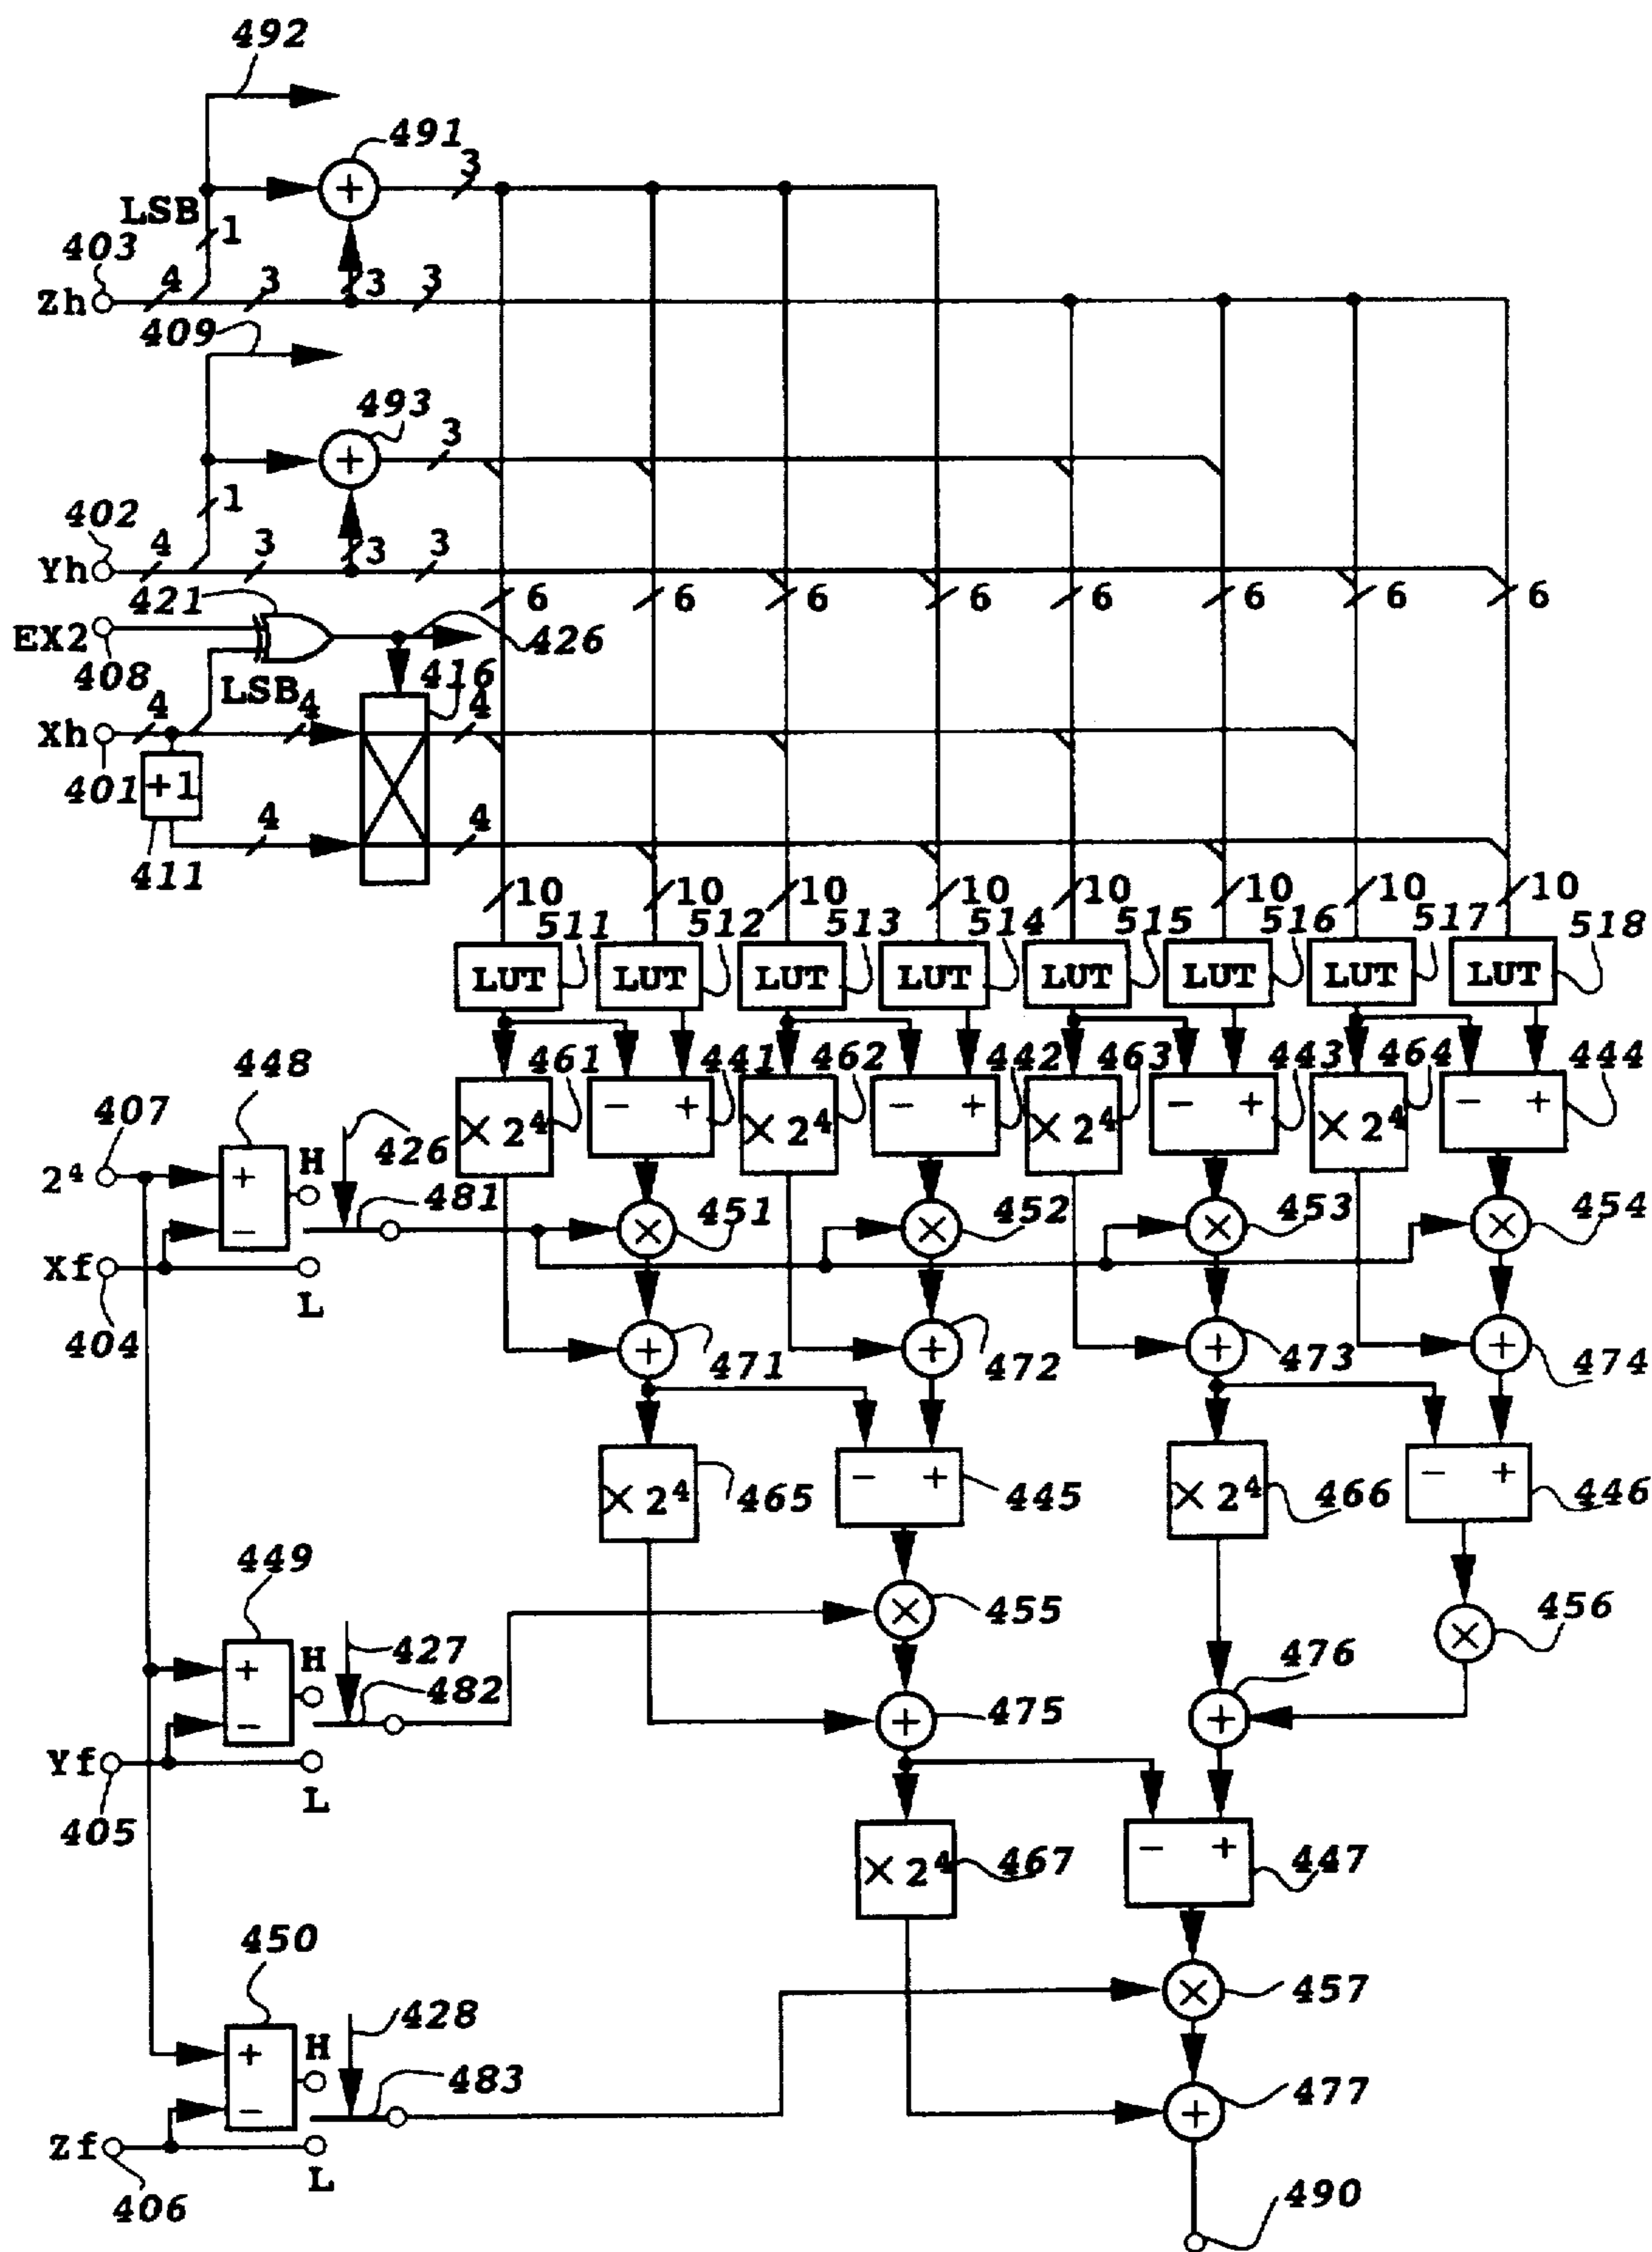 492
491
3
LSB
1
403
4 3 3 3
Zh
409
493
3
1
402
4 3 3 3
Yh
421
6 6 6 6 6 6 6 6
EX2
426
408
416
LSB
4 4 4
Xh
401
+1
4 4
411
10 10 10 10 10 10 10 10
511 512 513 514 515 516 517 518
LUT LUT LUT LUT LUT LUT LUT LUT
448
461 441 462 442 463 443 464 444
407
× 2⁴ − + × 2⁴ − + × 2⁴ − + × 2⁴ − +
426
2⁴
+
H
481
451 452 453 454
−
× × × ×
Xf
L
404
+ + + +
471 472 473 474
× 2⁴ 465 − + 445 × 2⁴ 466 − + 446
449
427
× 455
× 456
H
+
482
476
−
+ 475
+
Yf
L
405
× 2⁴ 467
− + 447
450
428
× 457
H
+
483
−
+ 477
Zf
L
406
490